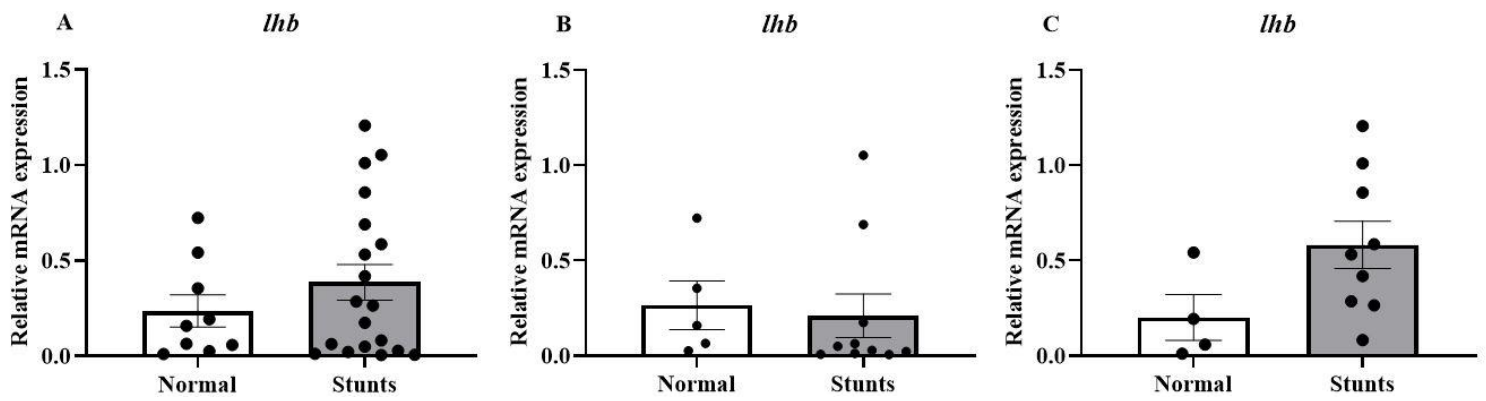 A
lhb
Relative mRNA expression
1.5
1.0
0.5
0.0
Normal
Stunts
B
lhb
Relative mRNA expression
1.5
1.0
0.5
0.0
Normal
Stunts
C
lhb
Relative mRNA expression
1.5
1.0
0.5
0.0
Normal
Stunts